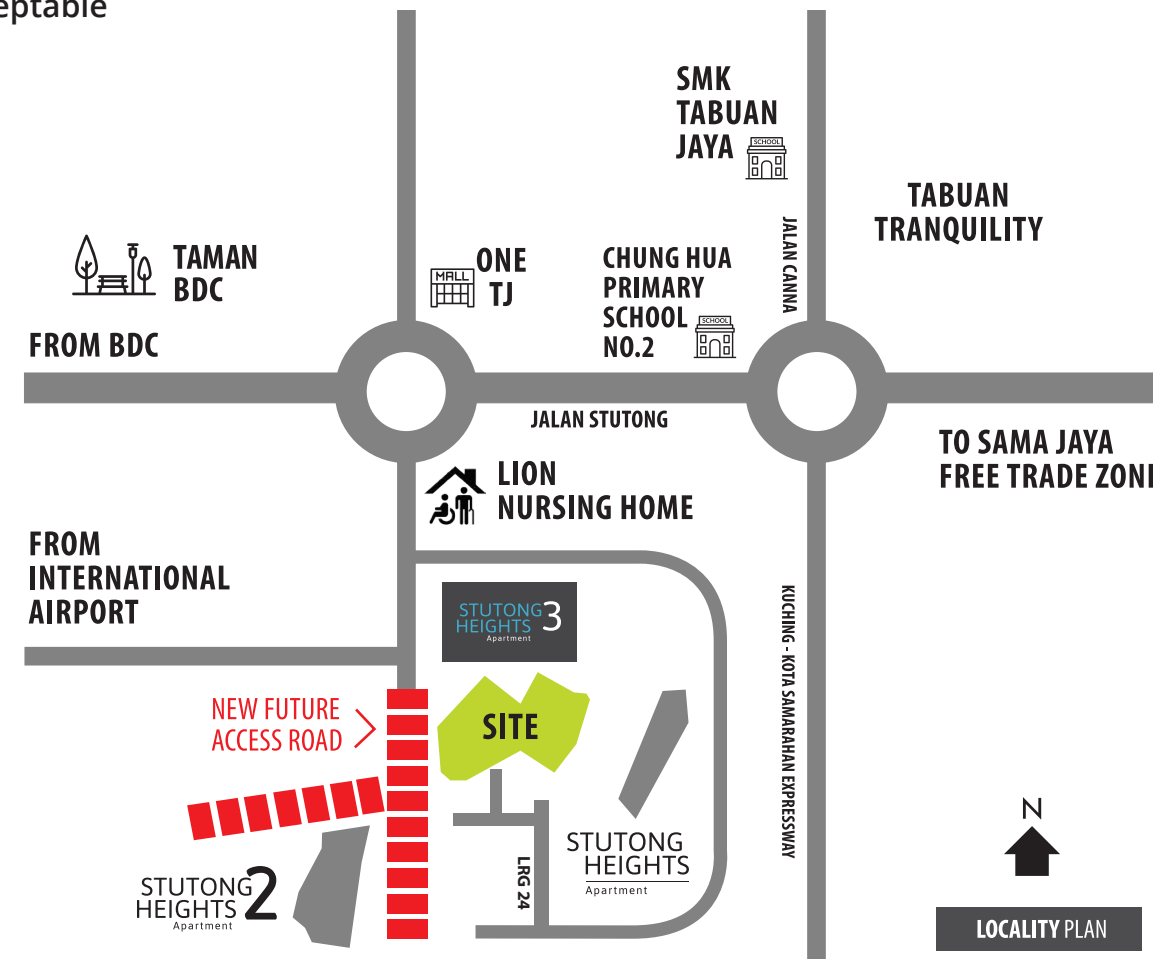 eptable
SMK
TABUAN
JAYA
SCHOOL
TABUAN
TRANQUILITY
JALAN CANNA
TAMAN
BDC
MALL
ONE
TJ
CHUNG HUA
PRIMARY
SCHOOL
NO.2
SCHOOL
FROM BDC
JALAN STUTONG
TO SAMA JAYA
FREE TRADE ZONE
LION
NURSING HOME
FROM
INTERNATIONAL
AIRPORT
STUTONG
HEIGHTS 3
Apartment
KUCHING - KOTA SAMARAHAN EXPRESSWAY
NEW FUTURE
ACCESS ROAD
SITE
STUTONG
HEIGHTS
Apartment
LRG 24
STUTONG
HEIGHTS 2
Apartment
N
LOCALITY PLAN